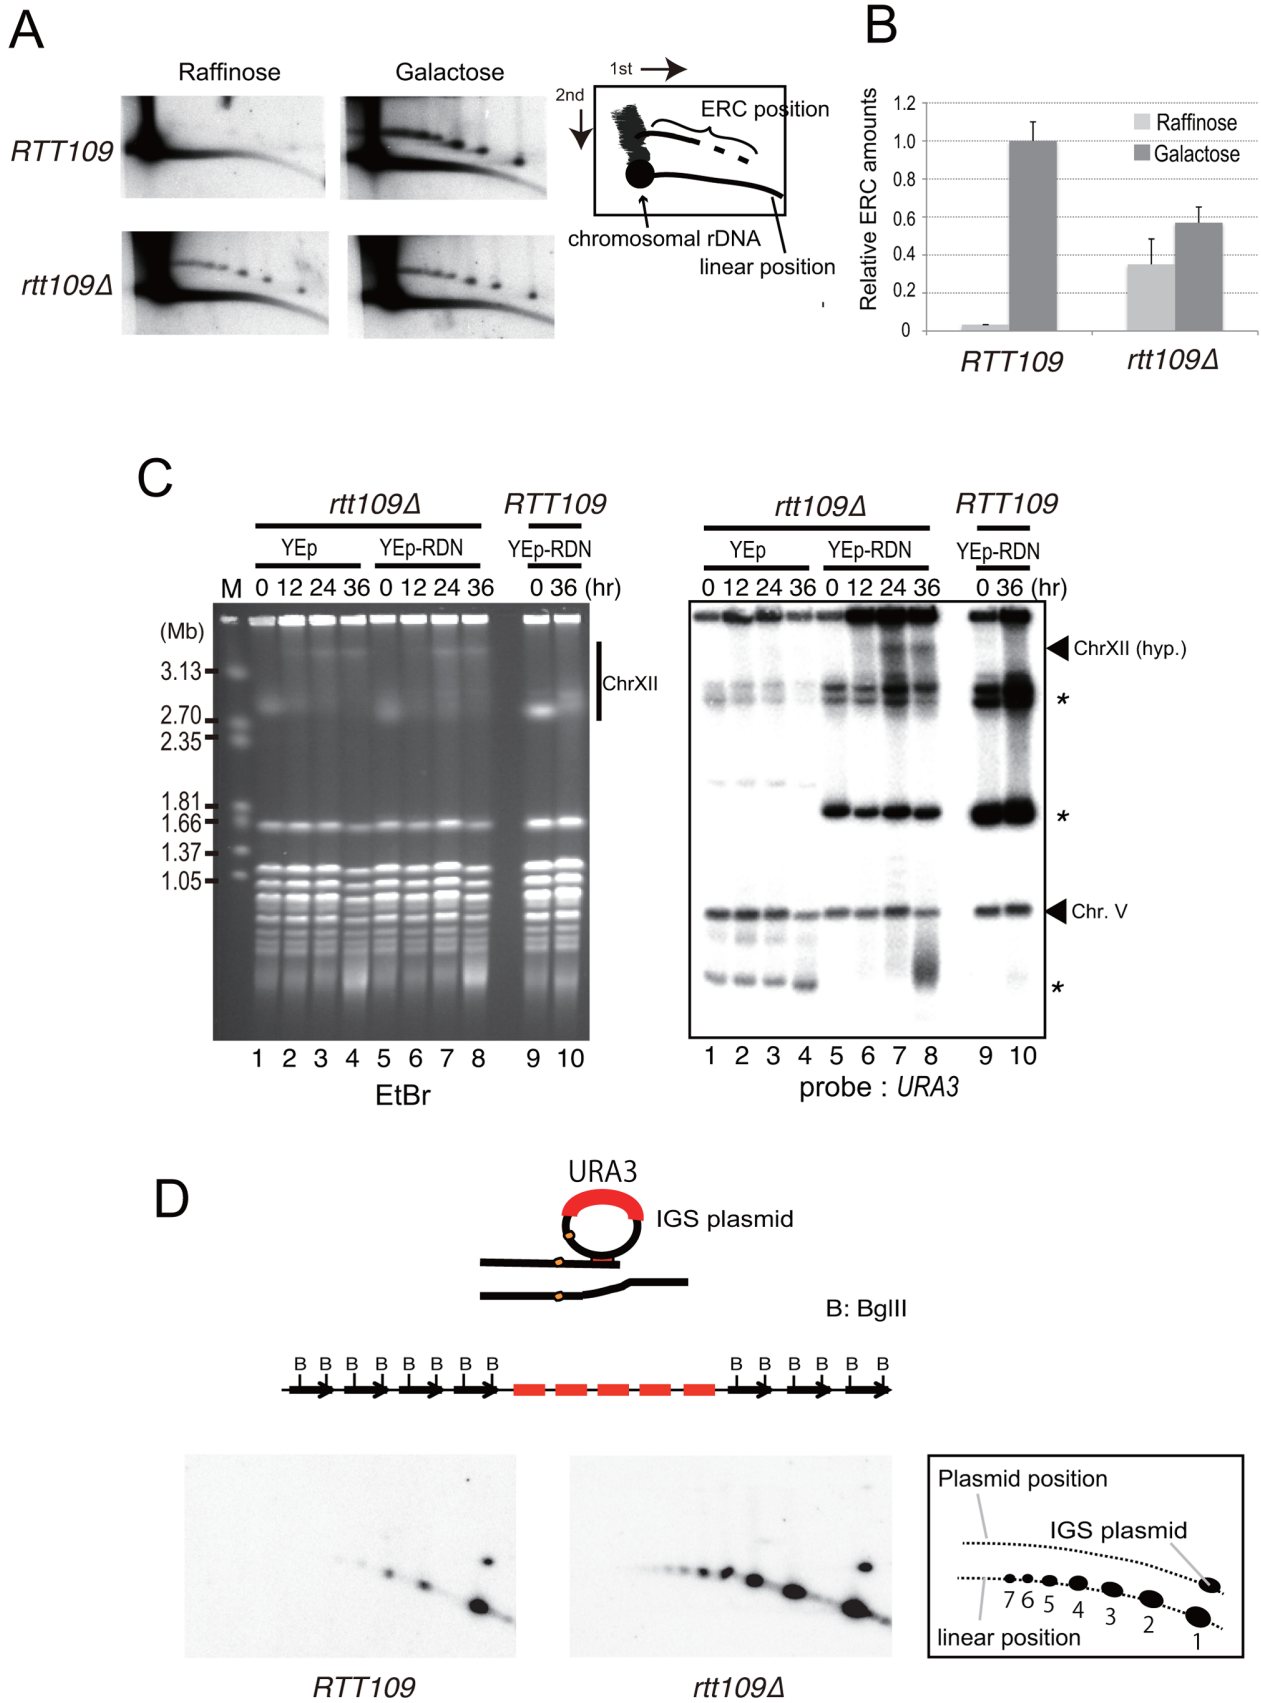 A
Raffinose
Galactose
RTT109
rtt109Δ
1st
2nd
ERC position
chromosomal rDNA
linear position
B
Relative ERC amounts
1.2
1.0
0.8
0.6
0.4
0.2
0
Raffinose
Galactose
RTT109
rtt109Δ
C
rtt109Δ
RTT109
YEp
YEp-RDN
YEp-RDN
M 0 12 24 36 0 12 24 36 0 36 (hr)
(Mb)
3.13
2.70
2.35
1.81
1.66
1.37
1.05
ChrXII
1 2 3 4 5 6 7 8 9 10
EtBr
rtt109Δ
RTT109
YEp
YEp-RDN
YEp-RDN
0 12 24 36 0 12 24 36 0 36 (hr)
ChrXII (hyp.)
*
*
Chr. V
*
1 2 3 4 5 6 7 8 9 10
probe : URA3
D
URA3
IGS plasmid
B: BglII
B B B B B B B B B B B B B B
RTT109
rtt109Δ
Plasmid position
IGS plasmid
7 6 5 4 3 2 1
linear position